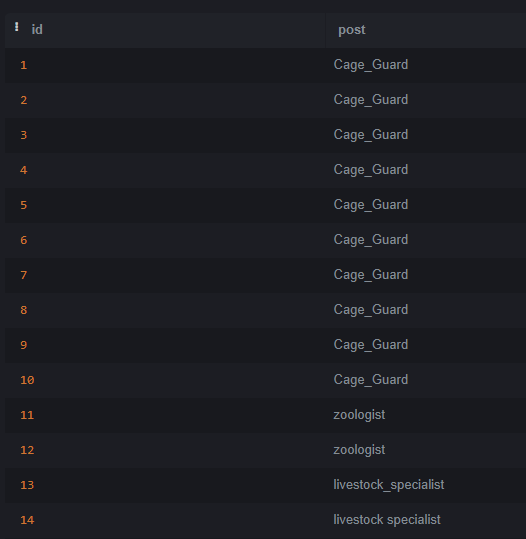 id post
1 Cage_Guard
2 Cage_Guard
3 Cage_Guard
4 Cage_Guard
5 Cage_Guard
6 Cage_Guard
7 Cage_Guard
8 Cage_Guard
9 Cage_Guard
10 Cage_Guard
11 zoologist
12 zoologist
13 livestock_specialist
14 livestock specialist